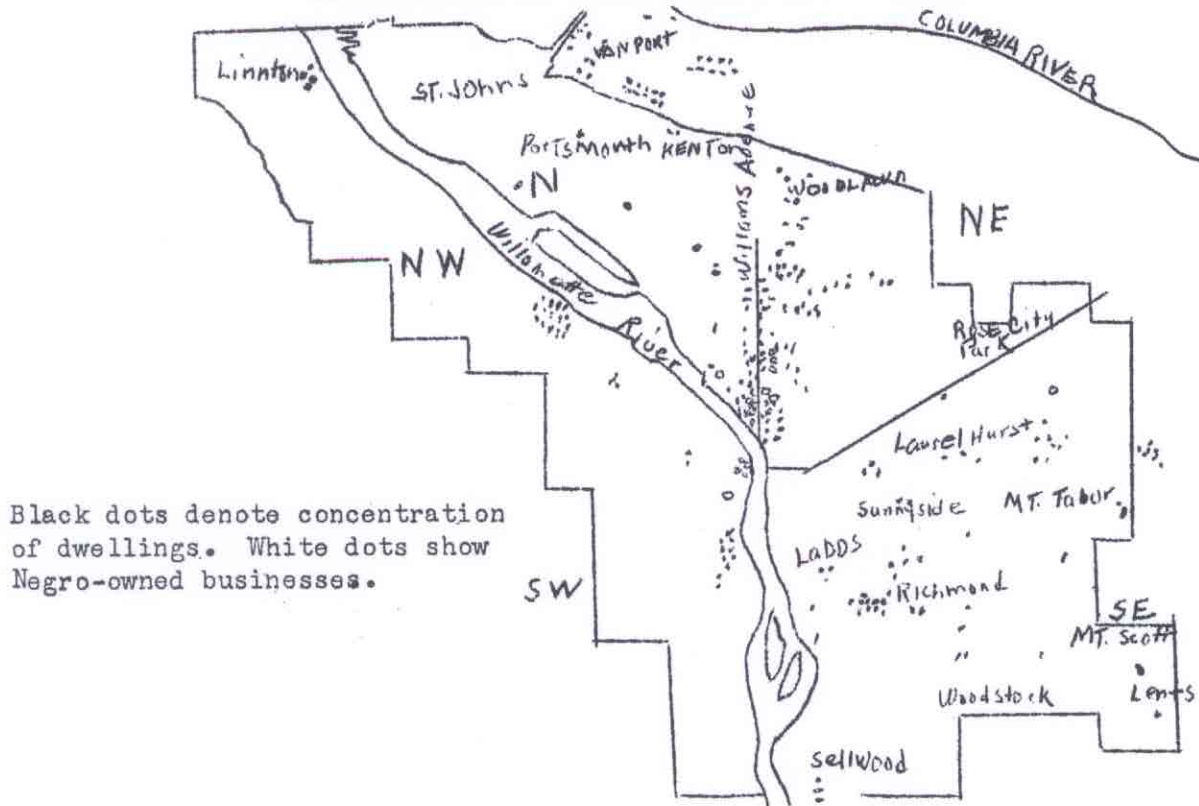 COLUMBIA RIVER
VANPORT
Linnton
ST. Johns
Williams Avenue
Portsmouth KENTON
WOODLAWN
N
NE
NW
Willamette
River
ROSE City
Park
Laurel Hurst
Sunnyside
MT. Tabor
Black dots denote concentration
of dwellings. White dots show
Negro-owned businesses.
LaDDS
SW
Richmond
SE
MT. Scott
Woodstock
Lents
Sellwood